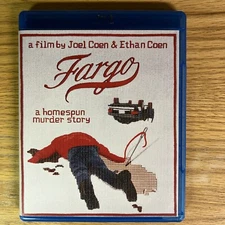 a film by Joel Coen & Ethan Coen
Fargo
a homespun
murder story